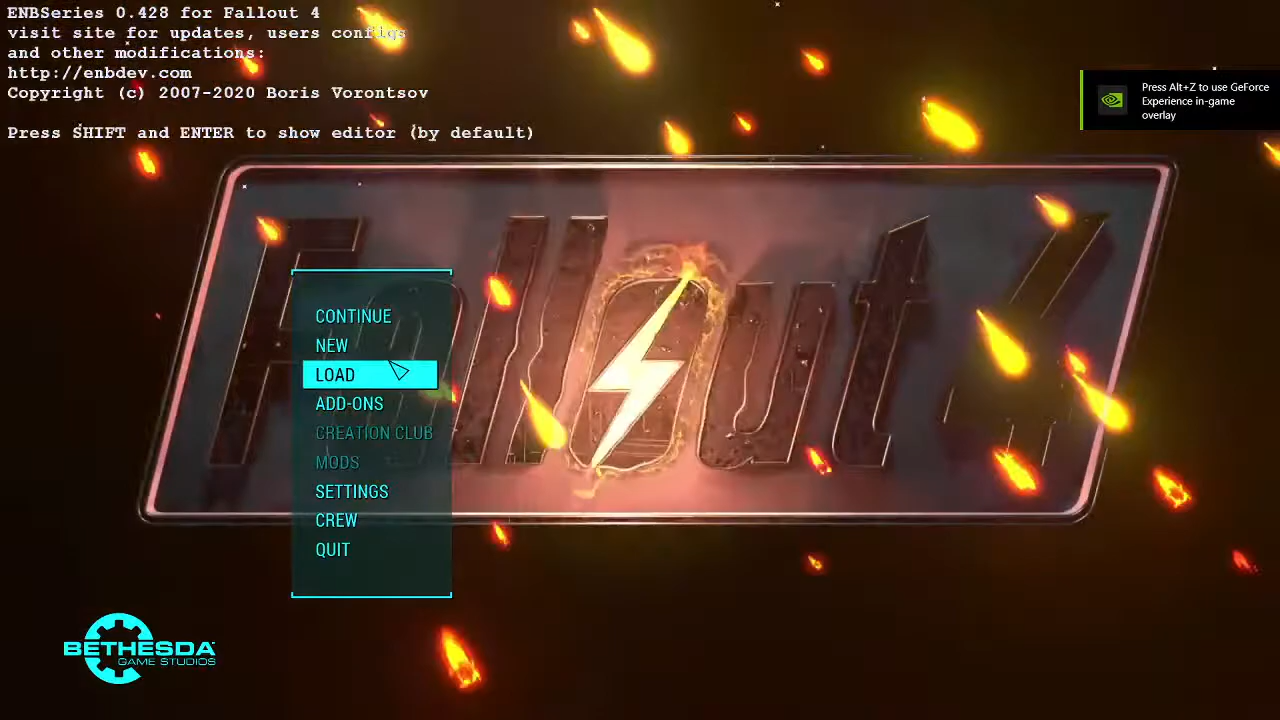 ENBSeries 0.428 for Fallout 4
visit site for updates, users configs
and other modifications:
http://enbdev.com
Copyright (c) 2007-2020 Boris Vorontsov
Press SHIFT and ENTER to show editor (by default)
Press Alt+Z to use GeForce
Experience in-game
overlay
Fallout 4
CONTINUE
NEW
LOAD
ADD-ONS
CREATION CLUB
MODS
SETTINGS
CREW
QUIT
BETHESDA
GAME STUDIOS